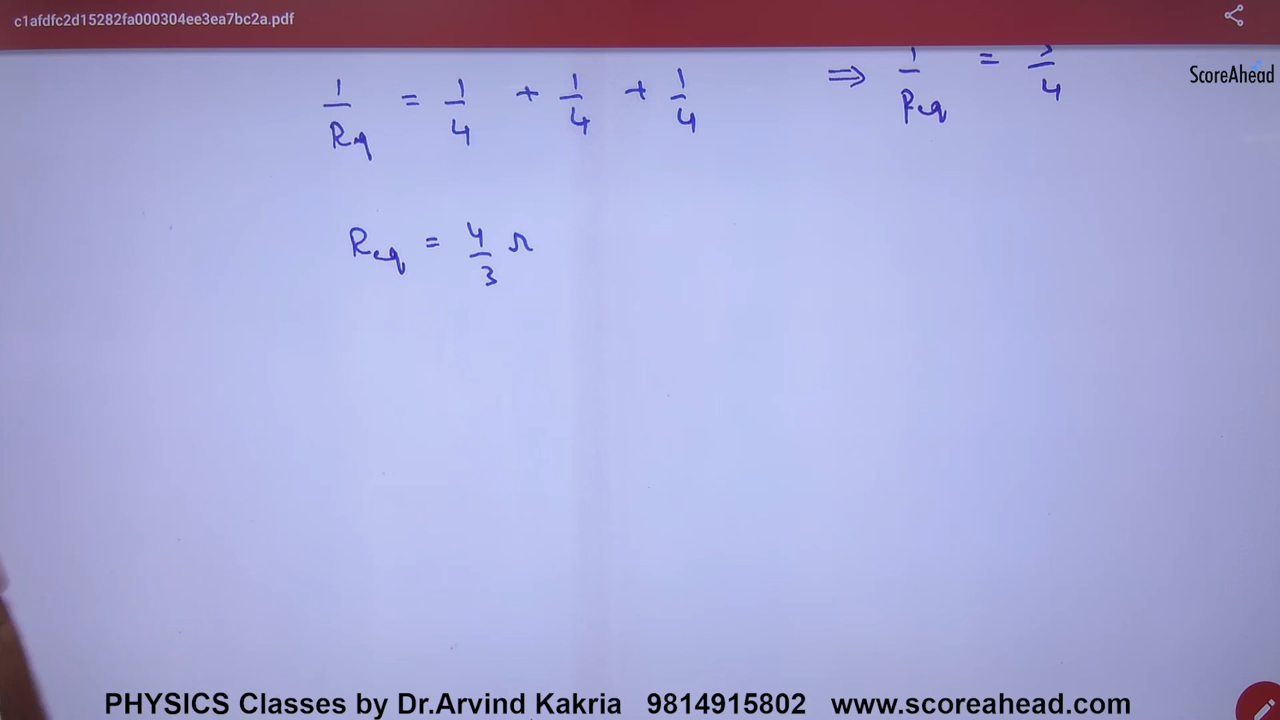 c1afdfc2d15282fa000304ee3ea7bc2a.pdf
ScoreAhead
1/Req = 1/4 + 1/4 + 1/4 ⇒ 1/Req = 3/4
Req = 4/3 Ω
PHYSICS Classes by Dr.Arvind Kakria 9814915802 www.scoreahead.com